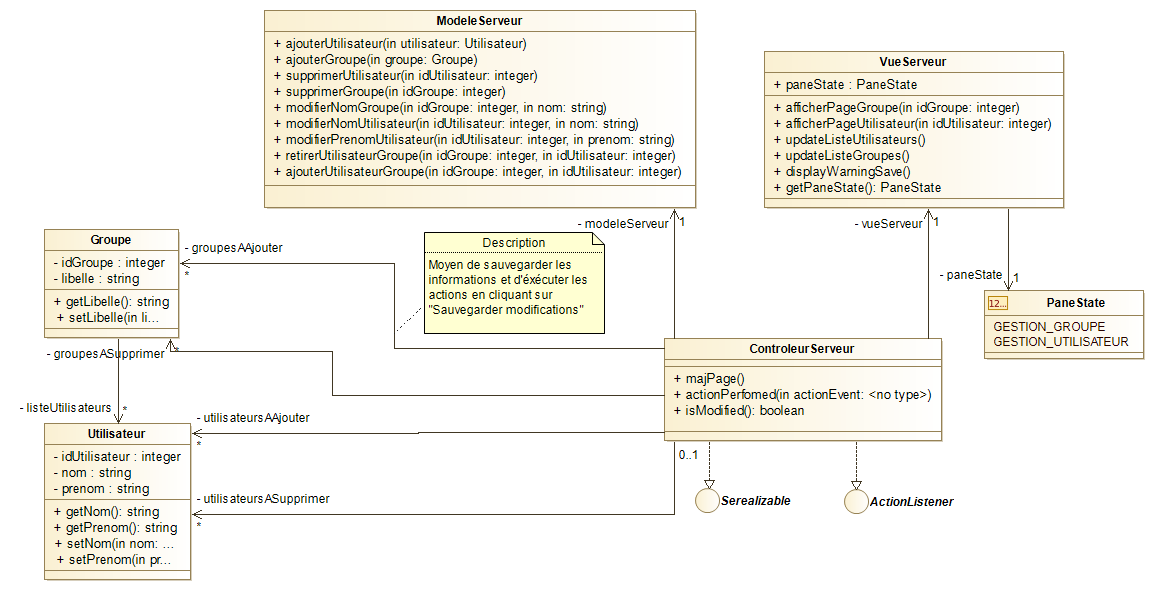 ModeleServeur
+ ajouterUtilisateur(in utilisateur: Utilisateur)
+ ajouterGroupe(in groupe: Groupe)
+ supprimerUtilisateur(in idUtilisateur: integer)
+ supprimerGroupe(in idGroupe: integer)
+ modifierNomGroupe(in idGroupe: integer, in nom: string)
+ modifierNomUtilisateur(in idUtilisateur: integer, in nom: string)
+ modifierPrenomUtilisateur(in idUtilisateur: integer, in prenom: string)
+ retirerUtilisateurGroupe(in idGroupe: integer, in idUtilisateur: integer)
+ ajouterUtilisateurGroupe(in idGroupe: integer, in idUtilisateur: integer)
VueServeur
+ paneState : PaneState
+ afficherPageGroupe(in idGroupe: integer)
+ afficherPageUtilisateur(in idUtilisateur: integer)
+ updateListeUtilisateurs()
+ updateListeGroupes()
+ displayWarningSave()
+ getPaneState(): PaneState
- modeleServeur
1
- vueServeur
1
- paneState
1
12...
PaneState
GESTION_GROUPE
GESTION_UTILISATEUR
Groupe
- idGroupe : integer
- libelle : string
+ getLibelle(): string
+ setLibelle(in li...
- groupesAAjouter
*
Description
Moyen de sauvegarder les
informations et d'éxécuter les
actions en cliquant sur
"Sauvegarder modifications"
- groupesASupprimer
*
ControleurServeur
+ majPage()
+ actionPerfomed(in actionEvent: <no type>)
+ isModified(): boolean
- listeUtilisateurs
*
Utilisateur
- idUtilisateur : integer
- nom : string
- prenom : string
+ getNom(): string
+ getPrenom(): string
+ setNom(in nom: ...
+ setPrenom(in pr...
- utilisateursAAjouter
*
0..1
- utilisateursASupprimer
*
Serealizable
ActionListener